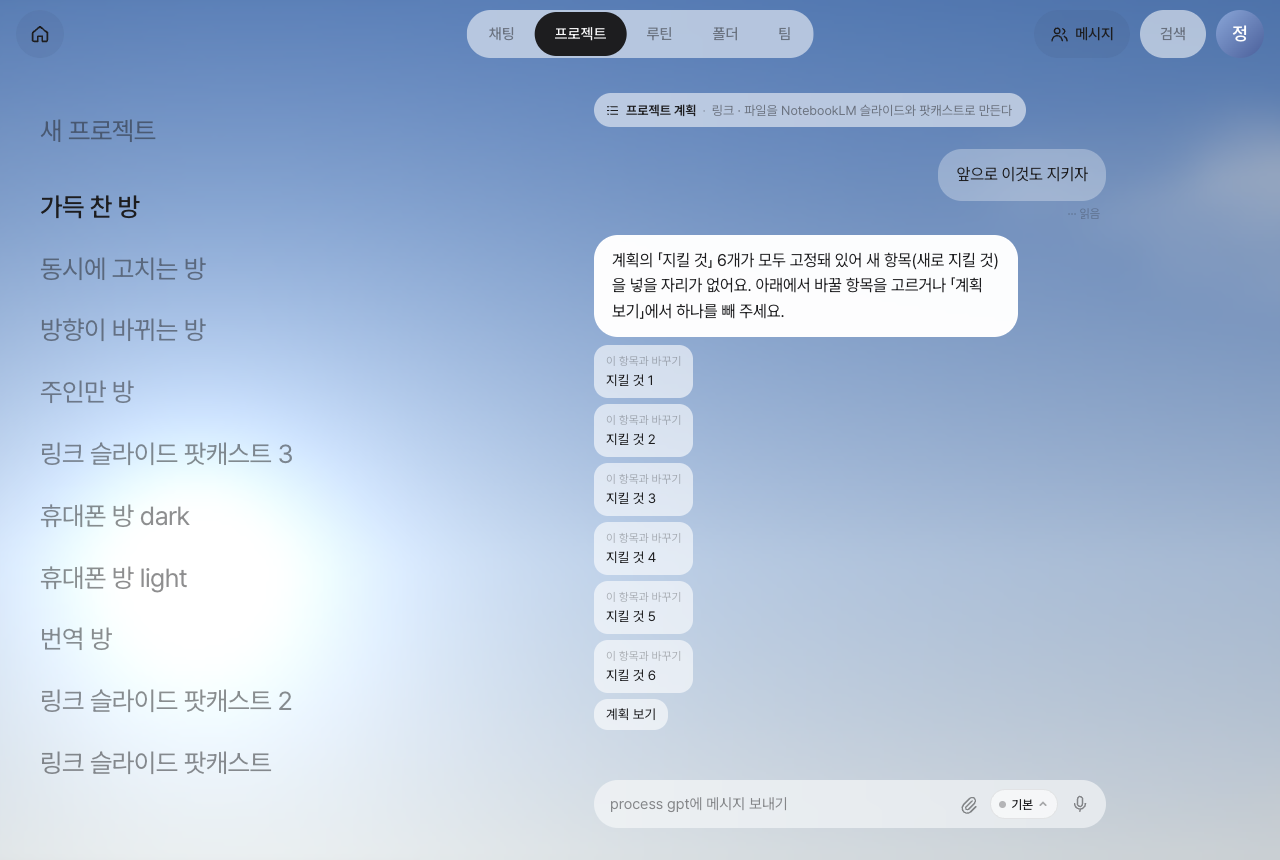 채팅
프로젝트
루틴
폴더
팀
메시지
검색
정
새 프로젝트
가득 찬 방
동시에 고치는 방
방향이 바뀌는 방
주인만 방
링크 슬라이드 팟캐스트 3
휴대폰 방 dark
휴대폰 방 light
번역 방
링크 슬라이드 팟캐스트 2
링크 슬라이드 팟캐스트
프로젝트 계획 · 링크 · 파일을 NotebookLM 슬라이드와 팟캐스트로 만든다
앞으로 이것도 지키자
– 읽음
계획의 「지킬 것」 6개가 모두 고정돼 있어 새 항목(새로 지킬 것)
을 넣을 자리가 없어요. 아래에서 바꿀 항목을 고르거나 「계획
보기」에서 하나를 빼 주세요.
이 항목과 바꾸기
지킬 것 1
이 항목과 바꾸기
지킬 것 2
이 항목과 바꾸기
지킬 것 3
이 항목과 바꾸기
지킬 것 4
이 항목과 바꾸기
지킬 것 5
이 항목과 바꾸기
지킬 것 6
계획 보기
process gpt에 메시지 보내기
기본